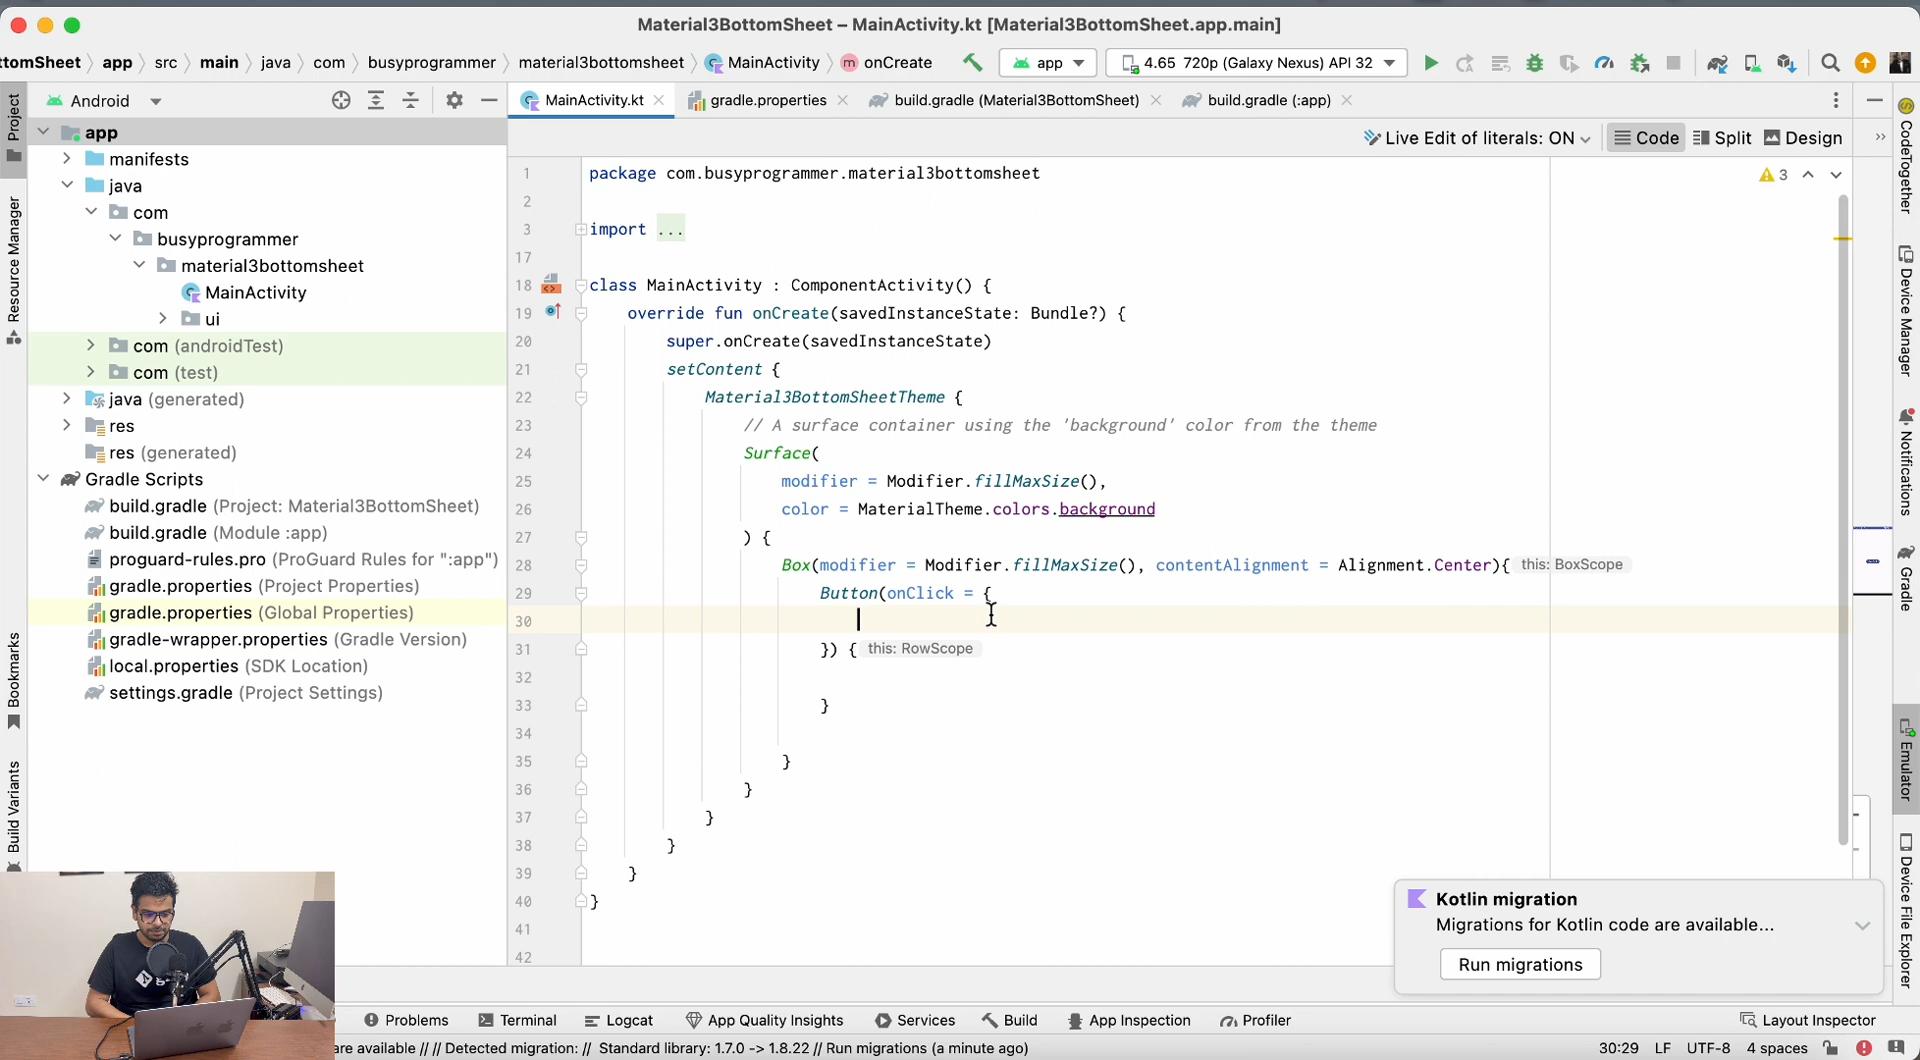 Material3BottomSheet – MainActivity.kt [Material3BottomSheet.app.main]
ttomSheet app src main java com busyprogrammer material3bottomsheet MainActivity m onCreate app 4.65 720p (Galaxy Nexus) API 32
Project
Resource Manager
Bookmarks
Build Variants
Android
app
manifests
java
com
busyprogrammer
material3bottomsheet
MainActivity
ui
com (androidTest)
com (test)
java (generated)
res
res (generated)
Gradle Scripts
build.gradle (Project: Material3BottomSheet)
build.gradle (Module :app)
proguard-rules.pro (ProGuard Rules for ":app")
gradle.properties (Project Properties)
gradle.properties (Global Properties)
gradle-wrapper.properties (Gradle Version)
local.properties (SDK Location)
settings.gradle (Project Settings)
MainActivity.kt gradle.properties build.gradle (Material3BottomSheet) build.gradle (:app)
Live Edit of literals: ON Code Split Design
3
1 package com.busyprogrammer.material3bottomsheet
2
3 import ...
17
18 class MainActivity : ComponentActivity() {
19 override fun onCreate(savedInstanceState: Bundle?) {
20 super.onCreate(savedInstanceState)
21 setContent {
22 Material3BottomSheetTheme {
23 // A surface container using the 'background' color from the theme
24 Surface(
25 modifier = Modifier.fillMaxSize(),
26 color = MaterialTheme.colors.background
27 ) {
28 Box(modifier = Modifier.fillMaxSize(), contentAlignment = Alignment.Center){ this: BoxScope
29 Button(onClick = {
30
31 }) { this: RowScope
32
33 }
34
35 }
36 }
37 }
38 }
39 }
40 }
41
42
CodeTogether
Device Manager
Notifications
Gradle
Emulator
Device File Explorer
Kotlin migration
Migrations for Kotlin code are available...
Run migrations
Problems Terminal Logcat App Quality Insights Services Build App Inspection Profiler Layout Inspector
are available // // Detected migration: // Standard library: 1.7.0 -> 1.8.22 // Run migrations (a minute ago) 30:29 LF UTF-8 4 spaces